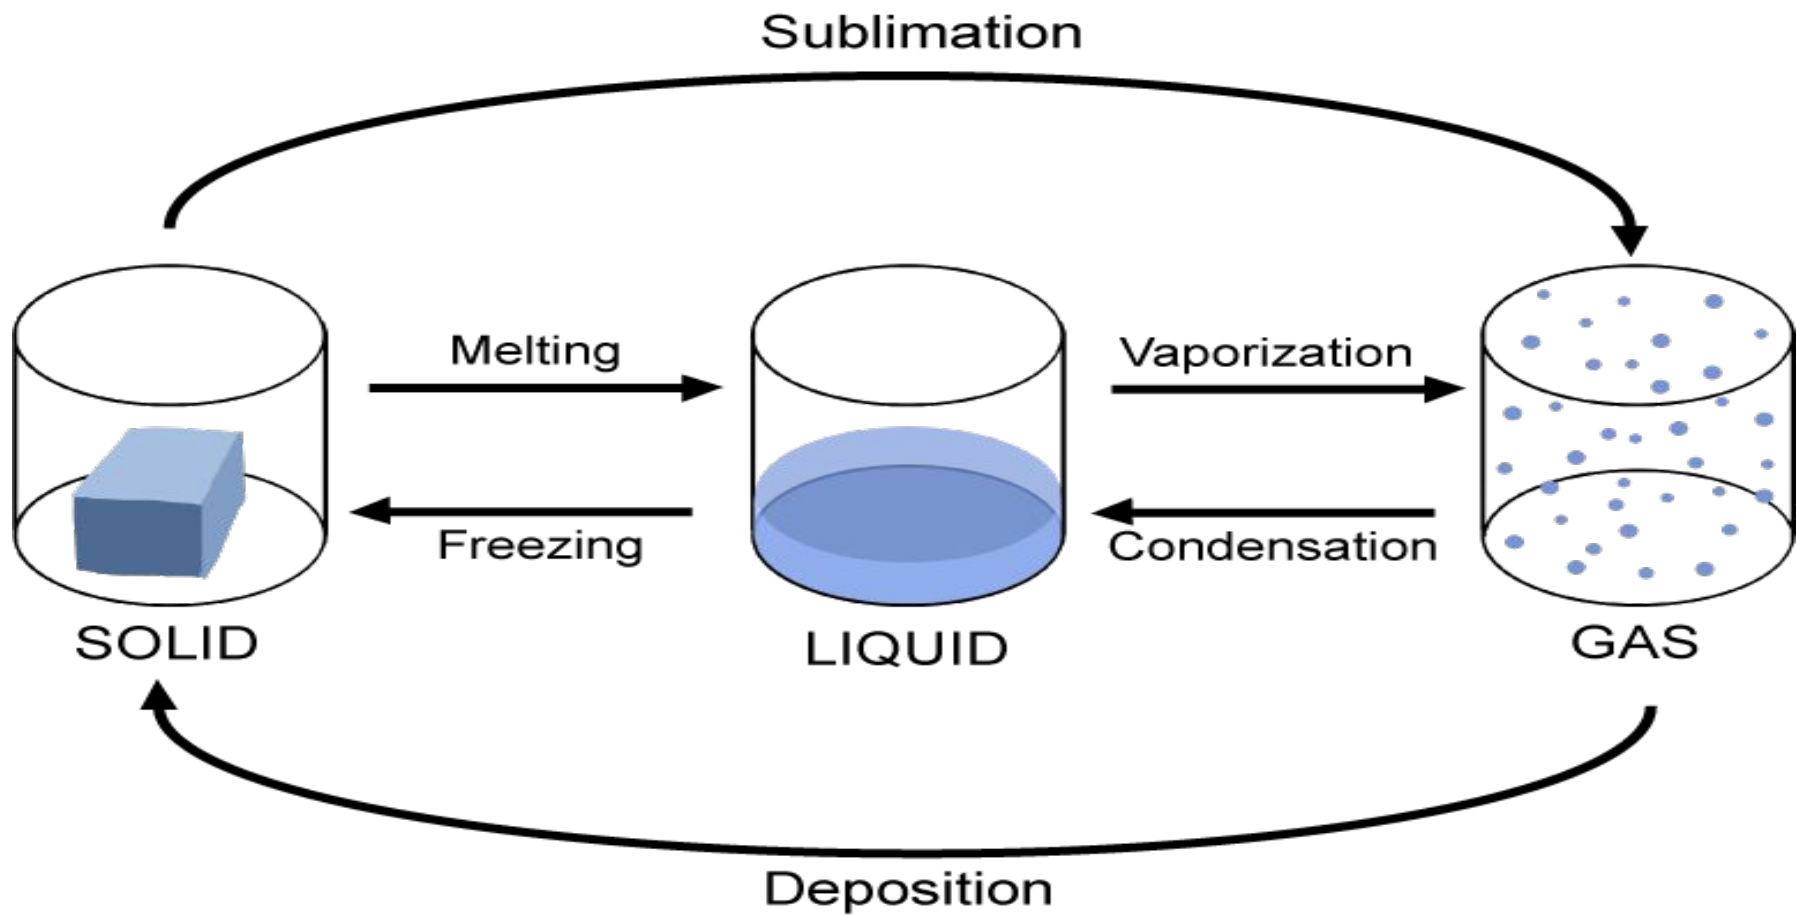 Sublimation
Melting
Vaporization
Freezing
Condensation
SOLID
LIQUID
GAS
Deposition